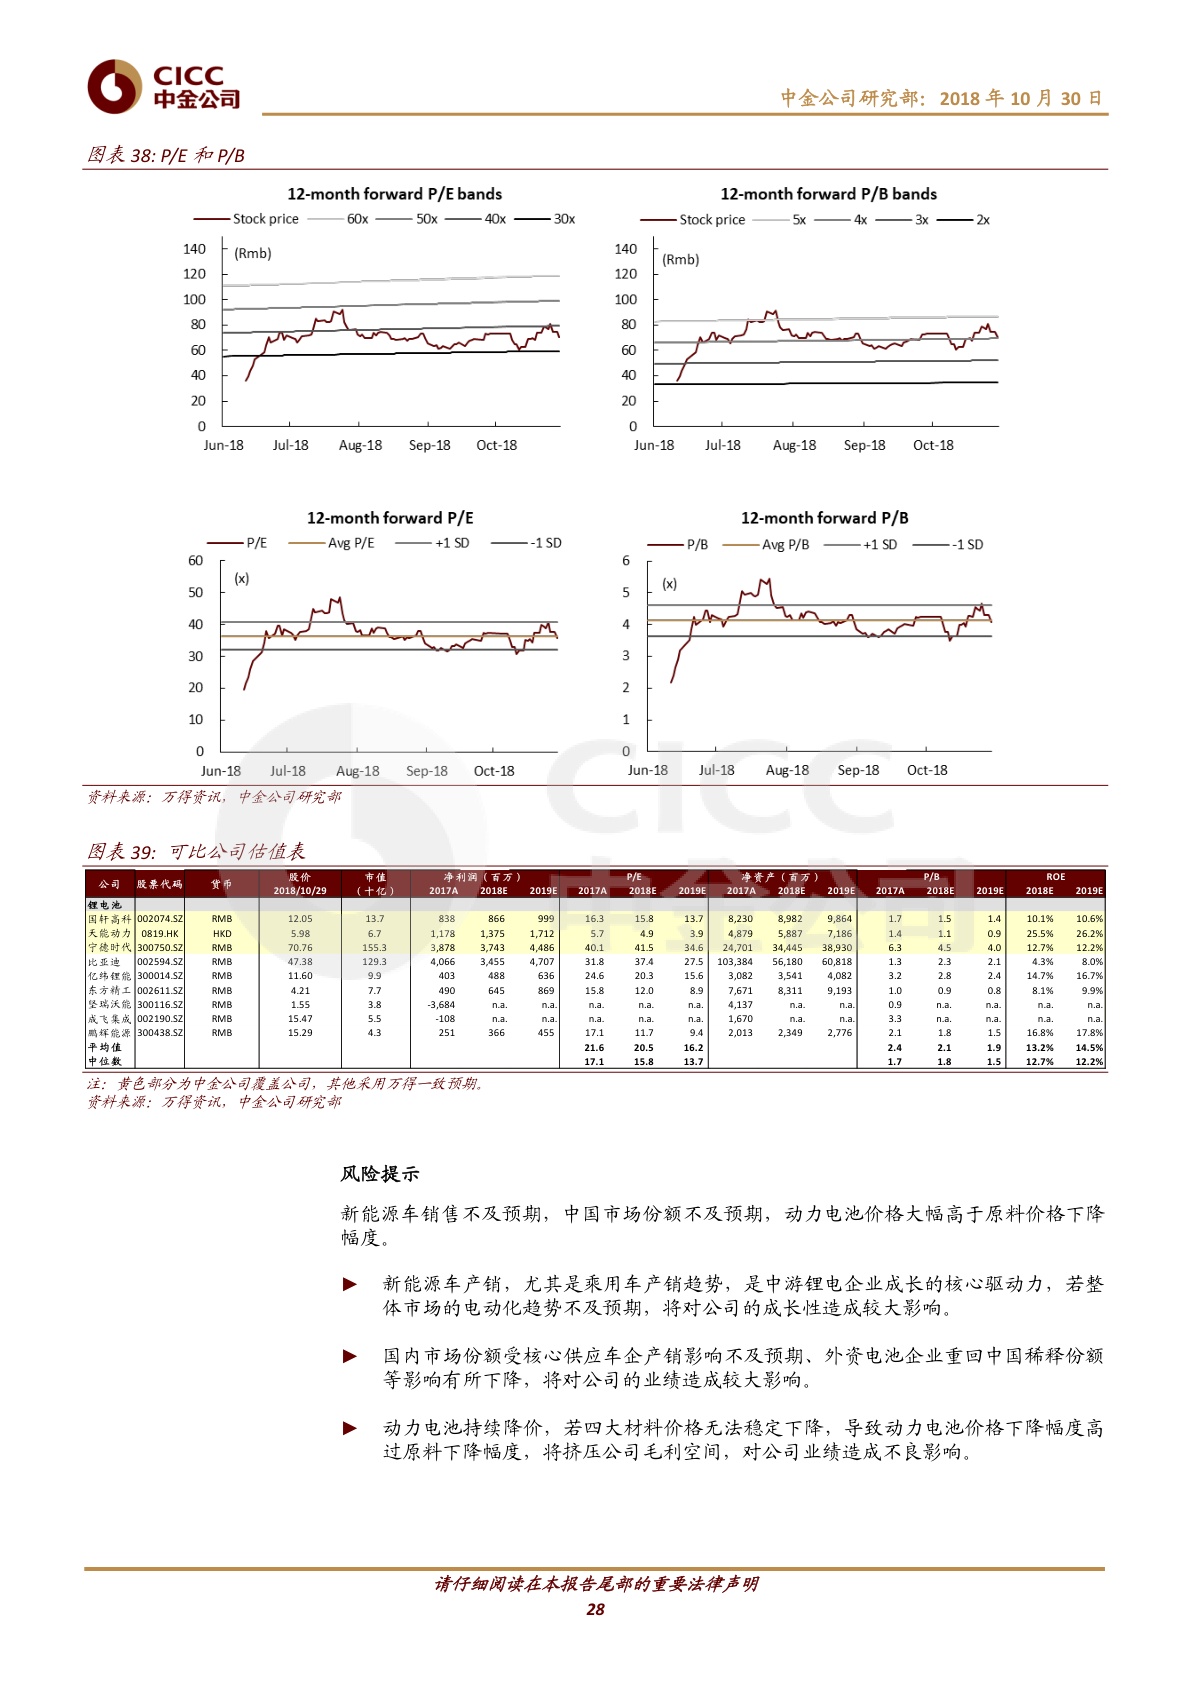 CICC
中金公司
中金公司研究部：2018 年 10 月 30 日
图表 38: P/E 和 P/B
12-month forward P/E bands
Stock price 60x 50x 40x 30x
(Rmb)
140
120
100
80
60
40
20
0
Jun-18 Jul-18 Aug-18 Sep-18 Oct-18
12-month forward P/B bands
Stock price 5x 4x 3x 2x
(Rmb)
140
120
100
80
60
40
20
0
Jun-18 Jul-18 Aug-18 Sep-18 Oct-18
12-month forward P/E
P/E Avg P/E +1 SD -1 SD
(x)
60
50
40
30
20
10
0
Jun-18 Jul-18 Aug-18 Sep-18 Oct-18
12-month forward P/B
P/B Avg P/B +1 SD -1 SD
(x)
6
5
4
3
2
1
0
Jun-18 Jul-18 Aug-18 Sep-18 Oct-18
资料来源：万得资讯，中金公司研究部
图表 39: 可比公司估值表
公司 股票代码 货币 股价 市值 净利润（百万） P/E 净资产（百万） P/B ROE
2018/10/29 （十亿） 2017A 2018E 2019E 2017A 2018E 2019E 2017A 2018E 2019E 2017A 2018E 2019E 2018E 2019E
锂电池
国轩高科 002074.SZ RMB 12.05 13.7 838 866 999 16.3 15.8 13.7 8,230 8,982 9,864 1.7 1.5 1.4 10.1% 10.6%
天能动力 0819.HK HKD 5.98 6.7 1,178 1,375 1,712 5.7 4.9 3.9 4,879 5,887 7,186 1.4 1.1 0.9 25.5% 26.2%
宁德时代 300750.SZ RMB 70.76 155.3 3,878 3,743 4,486 40.1 41.5 34.6 24,701 34,445 38,930 6.3 4.5 4.0 12.7% 12.2%
比亚迪 002594.SZ RMB 47.38 129.3 4,066 3,455 4,707 31.8 37.4 27.5 103,384 56,180 60,818 1.3 2.3 2.1 4.3% 8.0%
亿纬锂能 300014.SZ RMB 11.60 9.9 403 488 636 24.6 20.3 15.6 3,082 3,541 4,082 3.2 2.8 2.4 14.7% 16.7%
东方精工 002611.SZ RMB 4.21 7.7 490 645 869 15.8 12.0 8.9 7,671 8,311 9,193 1.0 0.9 0.8 8.1% 9.9%
坚瑞沃能 300116.SZ RMB 1.55 3.8 -3,684 n.a. n.a. n.a. n.a. n.a. 4,137 n.a. n.a. 0.9 n.a. n.a. n.a. n.a.
成飞集成 002190.SZ RMB 15.47 5.5 -108 n.a. n.a. n.a. n.a. n.a. 1,670 n.a. n.a. 3.3 n.a. n.a. n.a. n.a.
鹏辉能源 300438.SZ RMB 15.29 4.3 251 366 455 17.1 11.7 9.4 2,013 2,349 2,776 2.1 1.8 1.5 16.8% 17.8%
平均值 21.6 20.5 16.2 2.4 2.1 1.9 13.2% 14.5%
中位数 17.1 15.8 13.7 1.7 1.8 1.5 12.7% 12.2%
注：黄色部分为中金公司覆盖公司，其他采用万得一致预期。
资料来源：万得资讯，中金公司研究部
风险提示
新能源车销售不及预期，中国市场份额不及预期，动力电池价格大幅高于原料价格下降
幅度。
► 新能源车产销，尤其是乘用车产销趋势，是中游锂电企业成长的核心驱动力，若整
体市场的电动化趋势不及预期，将对公司的成长性造成较大影响。
► 国内市场份额受核心供应车企产销影响不及预期、外资电池企业重回中国稀释份额
等影响有所下降，将对公司的业绩造成较大影响。
► 动力电池持续降价，若四大材料价格无法稳定下降，导致动力电池价格下降幅度高
过原料下降幅度，将挤压公司毛利空间，对公司业绩造成不良影响。
请仔细阅读在本报告尾部的重要法律声明
28